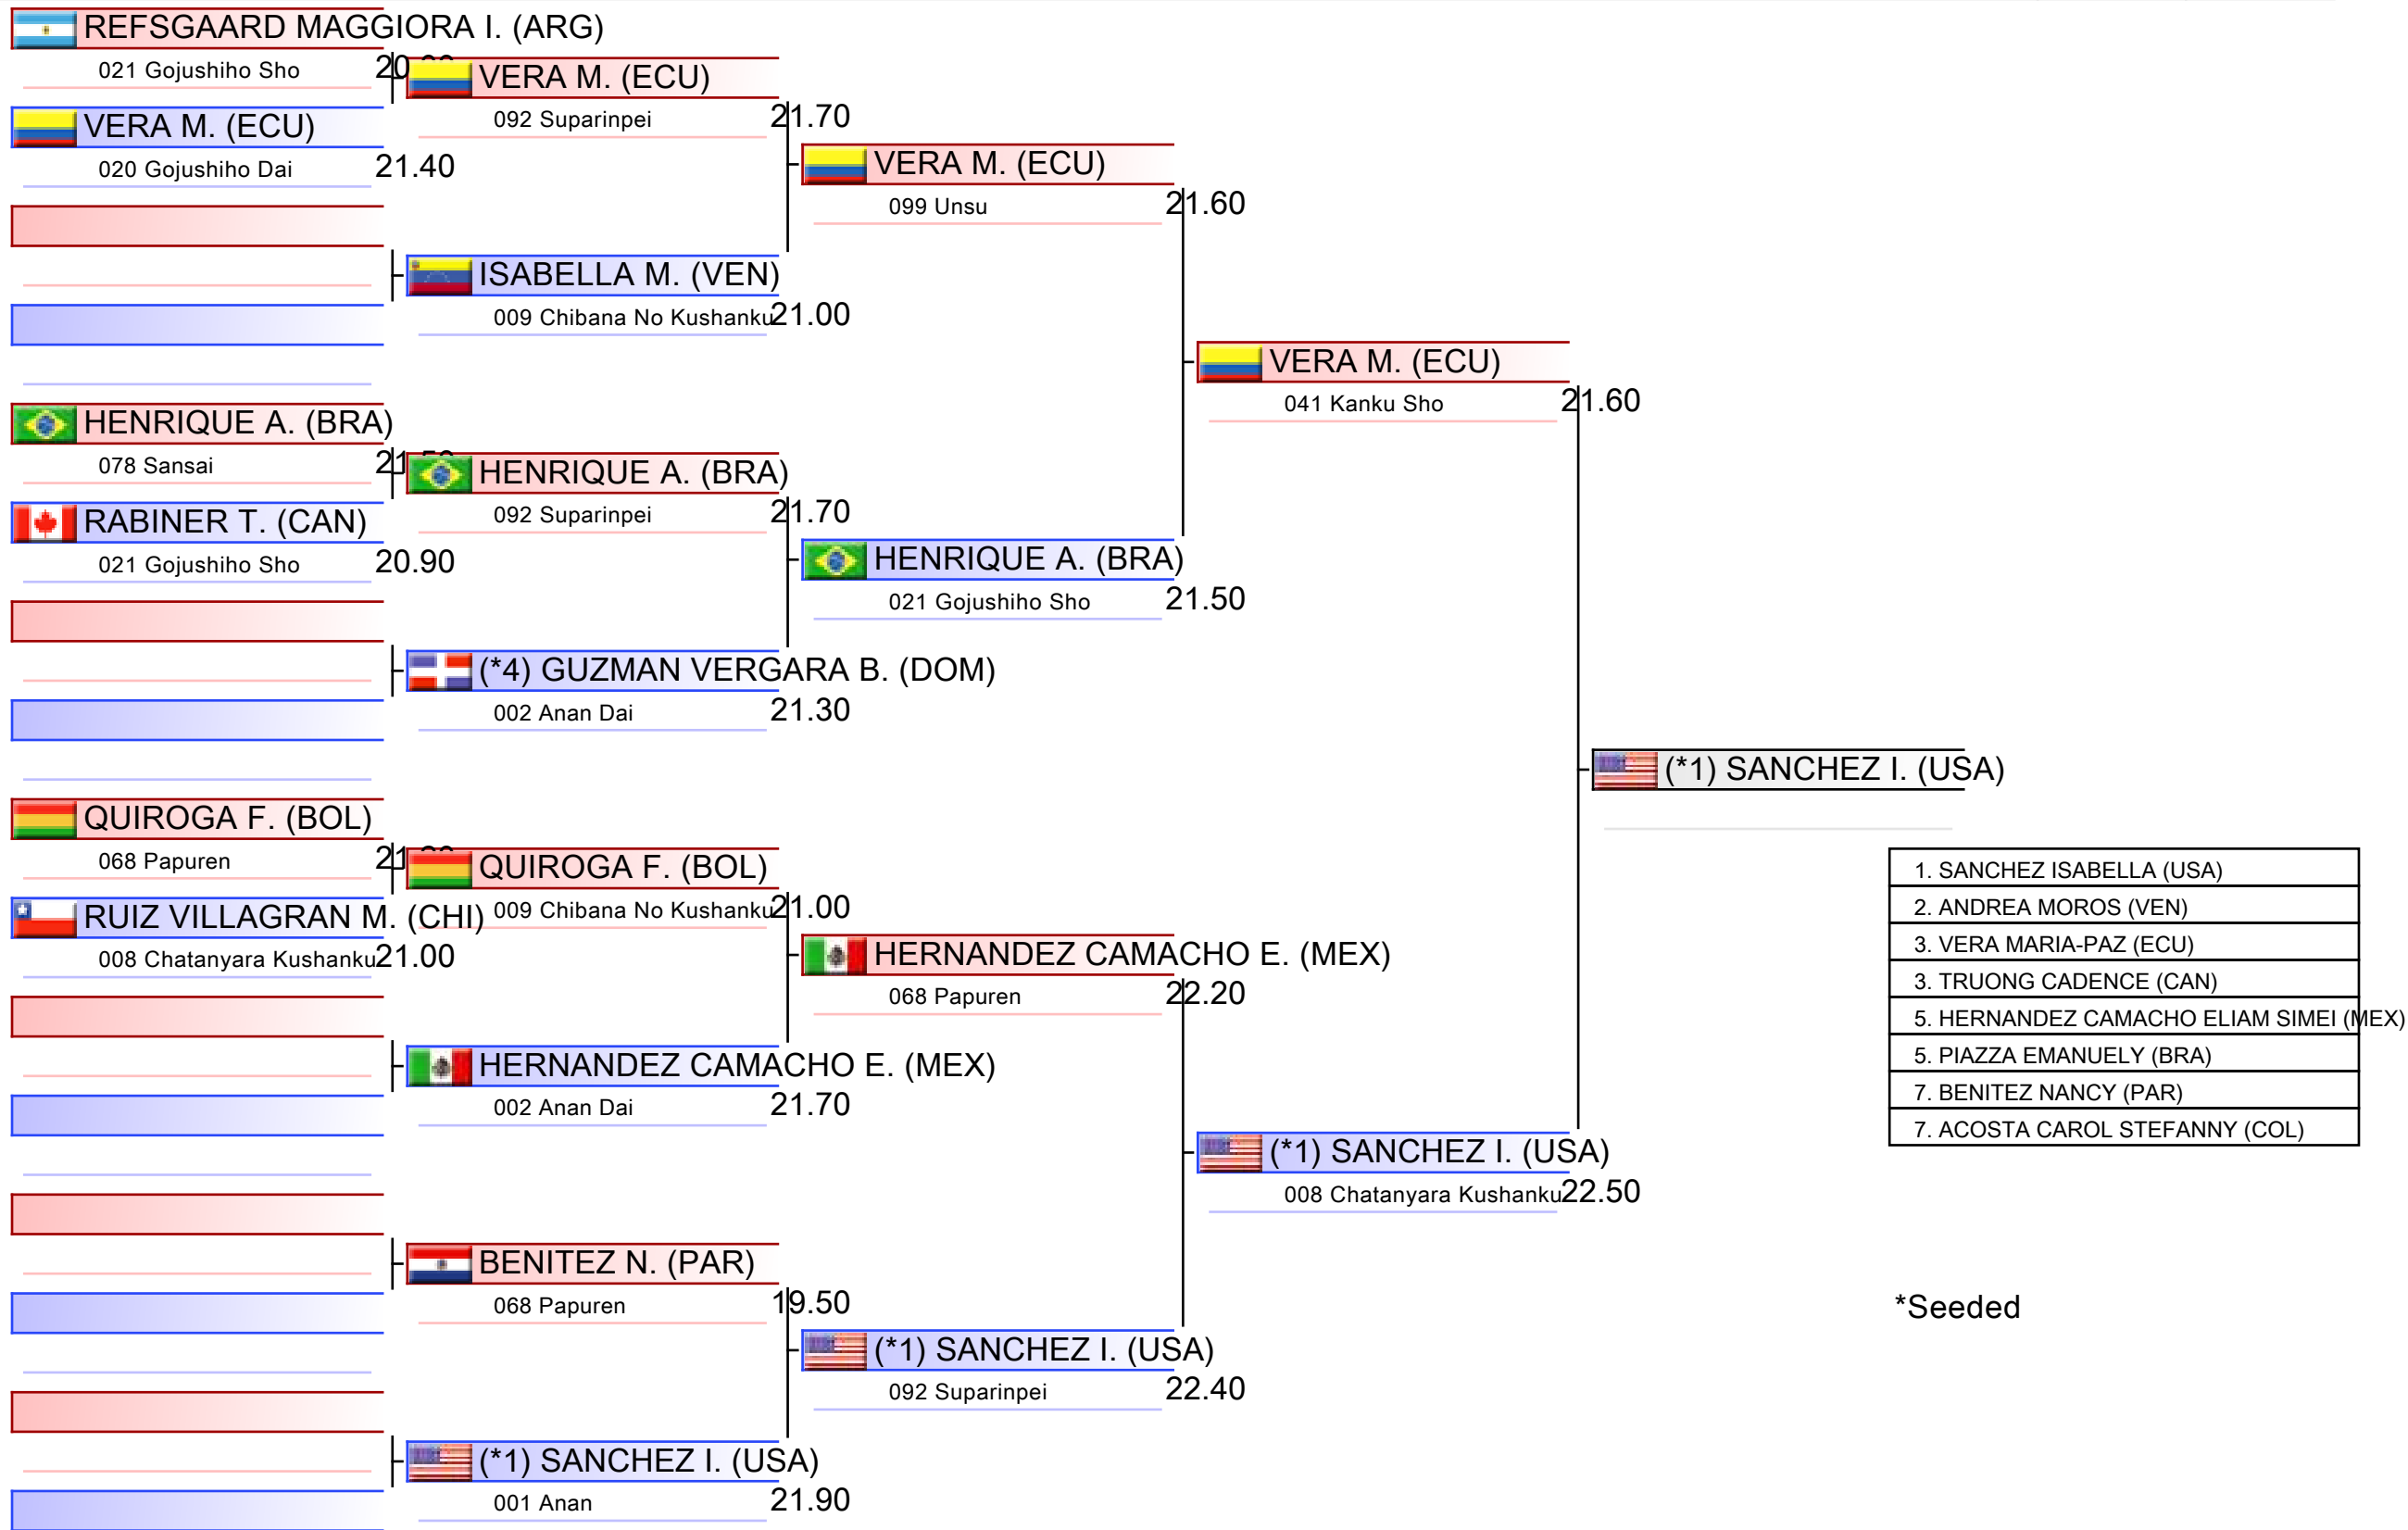 REFSGAARD MAGGIORA I. (ARG)
021 Gojushiho Sho
VERA M. (ECU)
020 Gojushiho Dai 21.40
HENRIQUE A. (BRA)
078 Sansai
RABINER T. (CAN)
021 Gojushiho Sho 20.90
QUIROGA F. (BOL)
068 Papuren
RUIZ VILLAGRAN M. (CHI)
008 Chatanyara Kushanku 21.00
VERA M. (ECU)
092 Suparinpei 21.70
ISABELLA M. (VEN)
009 Chibana No Kushanku 21.00
HENRIQUE A. (BRA)
092 Suparinpei 21.70
(*4) GUZMAN VERGARA B. (DOM)
002 Anan Dai 21.30
QUIROGA F. (BOL)
009 Chibana No Kushanku 21.00
HERNANDEZ CAMACHO E. (MEX)
002 Anan Dai 21.70
BENITEZ N. (PAR)
068 Papuren 19.50
(*1) SANCHEZ I. (USA)
001 Anan 21.90
VERA M. (ECU)
099 Unsu 21.60
HENRIQUE A. (BRA)
021 Gojushiho Sho 21.50
HERNANDEZ CAMACHO E. (MEX)
068 Papuren 22.20
(*1) SANCHEZ I. (USA)
092 Suparinpei 22.40
VERA M. (ECU)
041 Kanku Sho 21.60
(*1) SANCHEZ I. (USA)
008 Chatanyara Kushanku 22.50
(*1) SANCHEZ I. (USA)
1. SANCHEZ ISABELLA (USA)
2. ANDREA MOROS (VEN)
3. VERA MARIA-PAZ (ECU)
3. TRUONG CADENCE (CAN)
5. HERNANDEZ CAMACHO ELIAM SIMEI (MEX)
5. PIAZZA EMANUELY (BRA)
7. BENITEZ NANCY (PAR)
7. ACOSTA CAROL STEFANNY (COL)
*Seeded